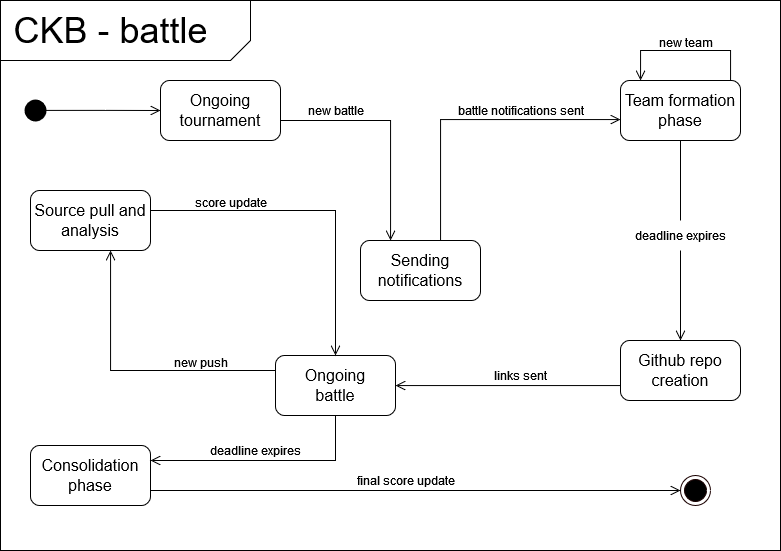 CKB - battle
new team
Ongoing
tournament
new battle
battle notifications sent
Team formation
phase
Source pull and
analysis
score update
Sending
notifications
deadline expires
new push
Ongoing
battle
links sent
Github repo
creation
deadline expires
Consolidation
phase
final score update